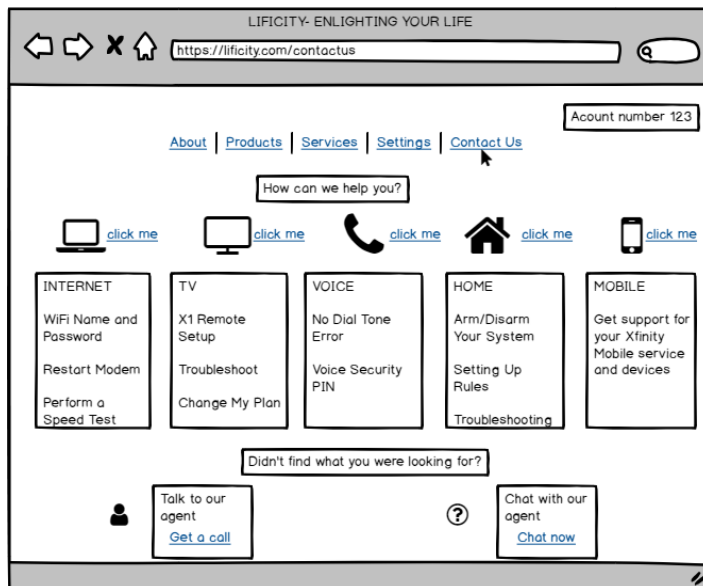 LIFICITY- ENLIGHTING YOUR LIFE
https://lificity.com/contactus
Acount number 123
About Products Services Settings Contact Us
How can we help you?
click me click me click me click me click me
INTERNET
WiFi Name and
Password
Restart Modem
Perform a
Speed Test
TV
X1 Remote
Setup
Troubleshoot
Change My Plan
VOICE
No Dial Tone
Error
Voice Security
PIN
HOME
Arm/Disarm
Your System
Setting Up
Rules
Troubleshooting
MOBILE
Get support for
your Xfinity
Mobile service
and devices
Didn't find what you were looking for?
Talk to our
agent
Get a call
Chat with our
agent
Chat now